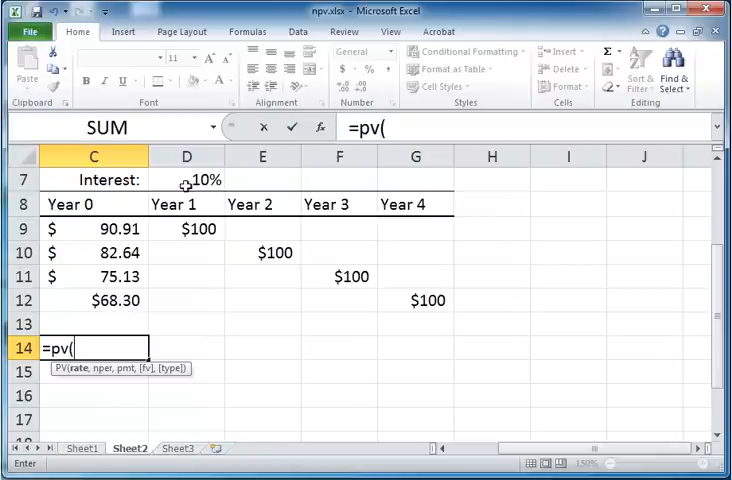 npv.xlsx - Microsoft Excel
File Home Insert Page Layout Formulas Data Review View Acrobat
Paste
Clipboard
11
B I U
Font
Alignment
General
$ % ,
Number
Conditional Formatting
Format as Table
Cell Styles
Styles
Insert
Delete
Format
Cells
Σ
Sort & Filter
Find & Select
Editing
SUM fx =pv(
C D E F G H I J
7 Interest: 10%
8 Year 0 Year 1 Year 2 Year 3 Year 4
9 $ 90.91 $100
10 $ 82.64 $100
11 $ 75.13 $100
12 $68.30 $100
13
14 =pv(
15 PV(rate, nper, pmt, [fv], [type])
16
17
Sheet1 Sheet2 Sheet3
Enter 150%